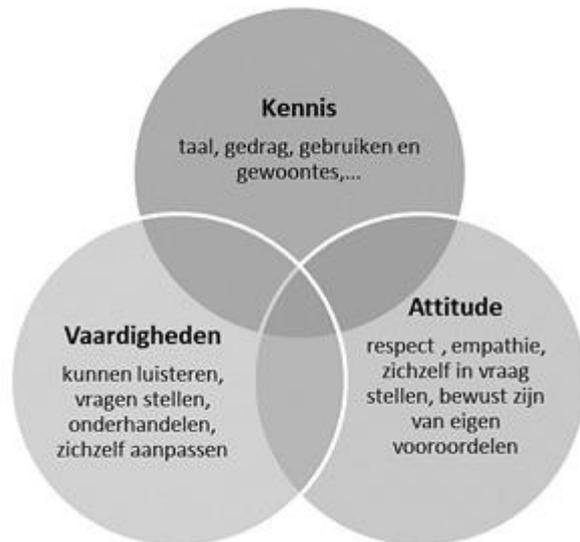 Kennis
taal, gedrag, gebruiken en
gewoontes,...
Vaardigheden
kunnen luisteren,
vragen stellen,
onderhandelen,
zichzelf aanpassen
Attitude
respect , empathie,
zichzelf in vraag
stellen, bewust zijn
van eigen
vooroordelen